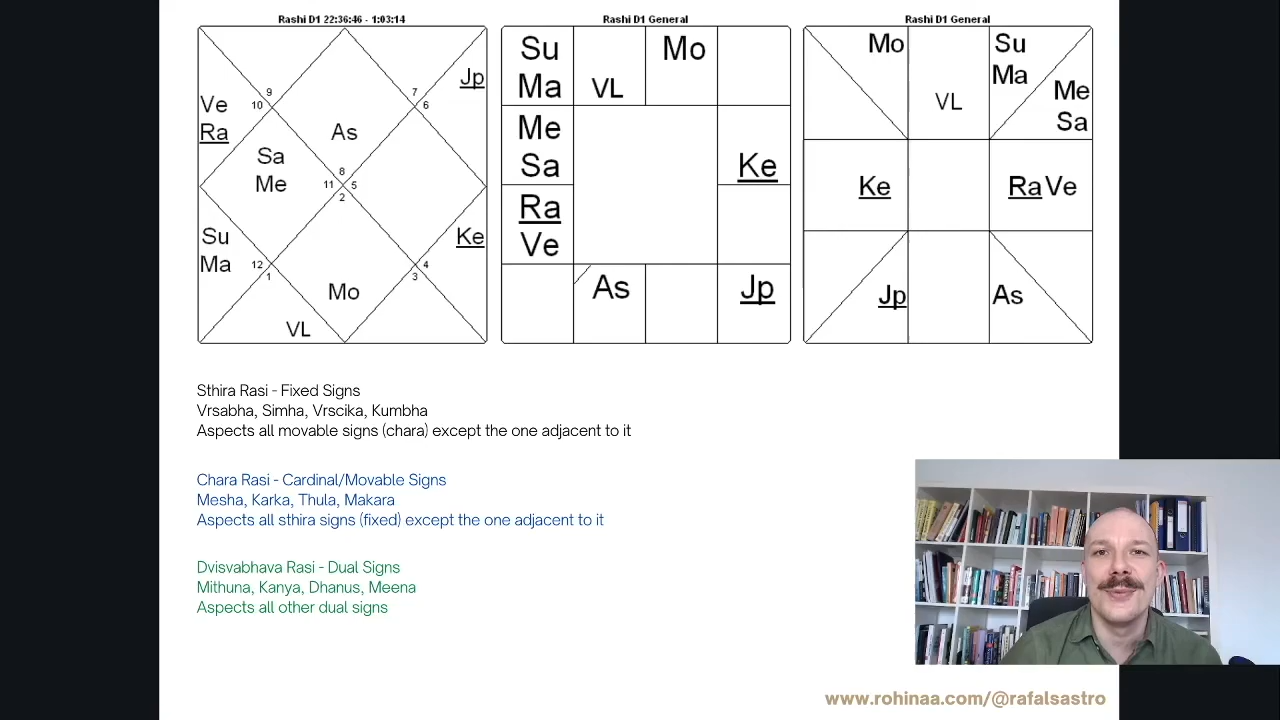 Rashi D1 22:36:46 - 1:03:14
Jp
9
7
Ve
10
6
Ra
As
Sa
Me
8
11
5
2
Su
Ke
Ma
12
4
1
3
Mo
VL
Rashi D1 General
Su
Mo
Ma
VL
Me
Sa
Ke
Ra
Ve
As
Jp
Rashi D1 General
Mo
Su
Ma
VL
Me
Sa
Ke
Ra Ve
Jp
As
Sthira Rasi - Fixed Signs
Vrsabha, Simha, Vrscika, Kumbha
Aspects all movable signs (chara) except the one adjacent to it
Chara Rasi - Cardinal/Movable Signs
Mesha, Karka, Thula, Makara
Aspects all sthira signs (fixed) except the one adjacent to it
Dvisvabhava Rasi - Dual Signs
Mithuna, Kanya, Dhanus, Meena
Aspects all other dual signs
www.rohinaa.com/@rafalsastro